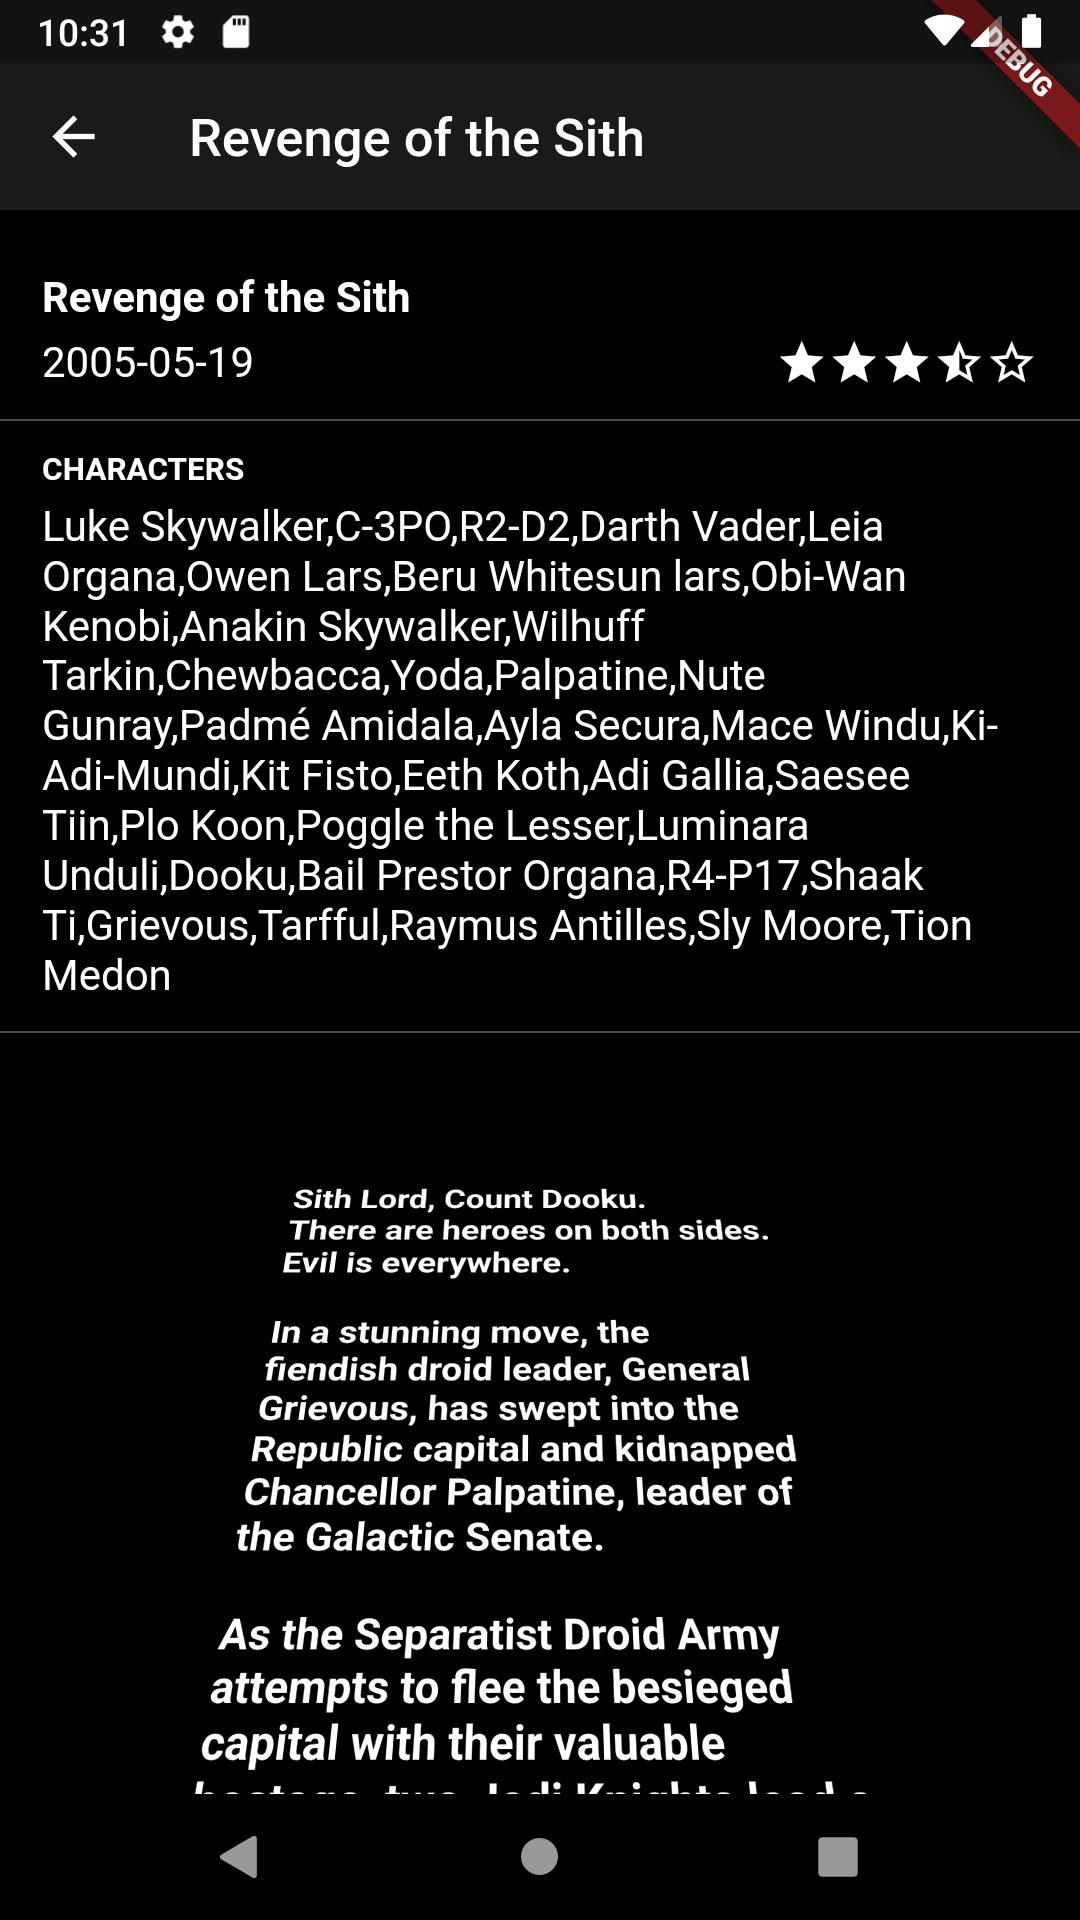 10:31
DEBUG
Revenge of the Sith
Revenge of the Sith
2005-05-19
CHARACTERS
Luke Skywalker,C-3PO,R2-D2,Darth Vader,Leia
Organa,Owen Lars,Beru Whitesun lars,Obi-Wan
Kenobi,Anakin Skywalker,Wilhuff
Tarkin,Chewbacca,Yoda,Palpatine,Nute
Gunray,Padmé Amidala,Ayla Secura,Mace Windu,Ki-
Adi-Mundi,Kit Fisto,Eeth Koth,Adi Gallia,Saesee
Tiin,Plo Koon,Poggle the Lesser,Luminara
Unduli,Dooku,Bail Prestor Organa,R4-P17,Shaak
Ti,Grievous,Tarfful,Raymus Antilles,Sly Moore,Tion
Medon
Sith Lord, Count Dooku.
There are heroes on both sides.
Evil is everywhere.
In a stunning move, the
fiendish droid leader, General
Grievous, has swept into the
Republic capital and kidnapped
Chancellor Palpatine, leader of
the Galactic Senate.
As the Separatist Droid Army
attempts to flee the besieged
capital with their valuable
hostage, two Jedi Knights lead a